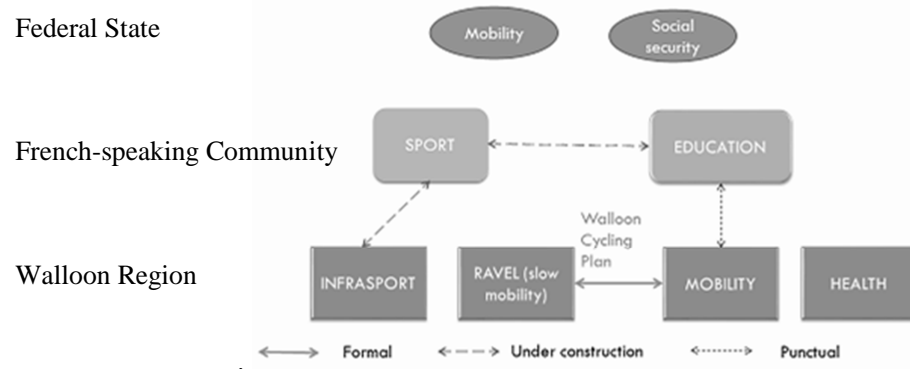 Federal State
Mobility
Social
security
French-speaking Community
SPORT
EDUCATION
Walloon
Cycling
Plan
Walloon Region
INFRASPORT
RAVEL (slow
mobility)
MOBILITY
HEALTH
Formal
Under construction
Punctual